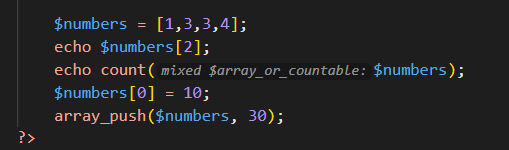 $numbers = [1,3,3,4];
echo $numbers[2];
echo count(mixed $array_or_countable: $numbers);
$numbers[0] = 10;
array_push($numbers, 30);
?>